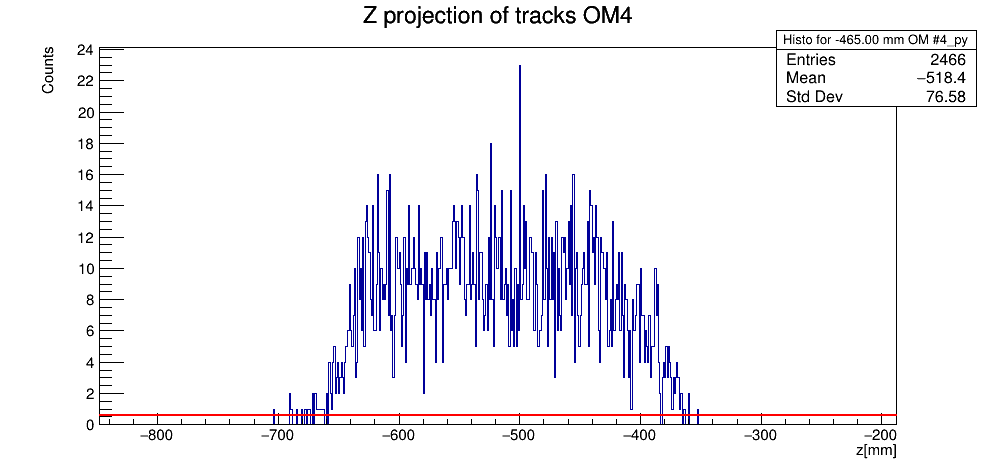 Z projection of tracks OM4
Histo for -465.00 mm OM #4_py
Entries 2466
Mean −518.4
Std Dev 76.58
Counts
24
22
20
18
16
14
12
10
8
6
4
2
0
−800 −700 −600 −500 −400 −300 −200
z[mm]